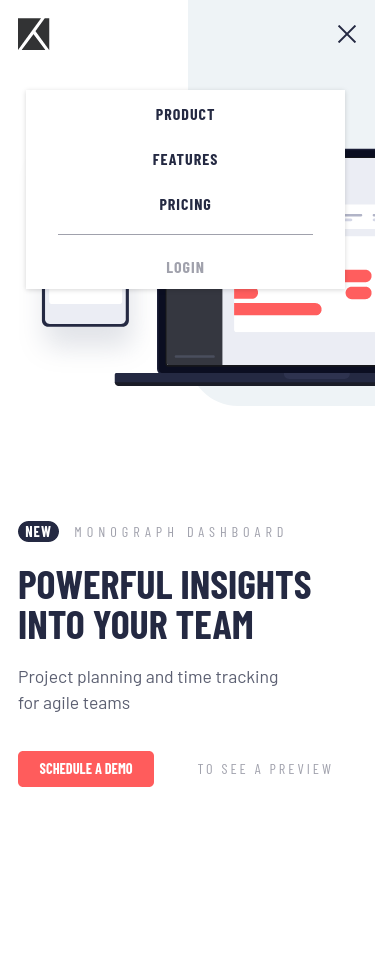 PRODUCT
FEATURES
PRICING
LOGIN
NEW MONOGRAPH DASHBOARD
POWERFUL INSIGHTS
INTO YOUR TEAM
Project planning and time tracking
for agile teams
SCHEDULE A DEMO TO SEE A PREVIEW